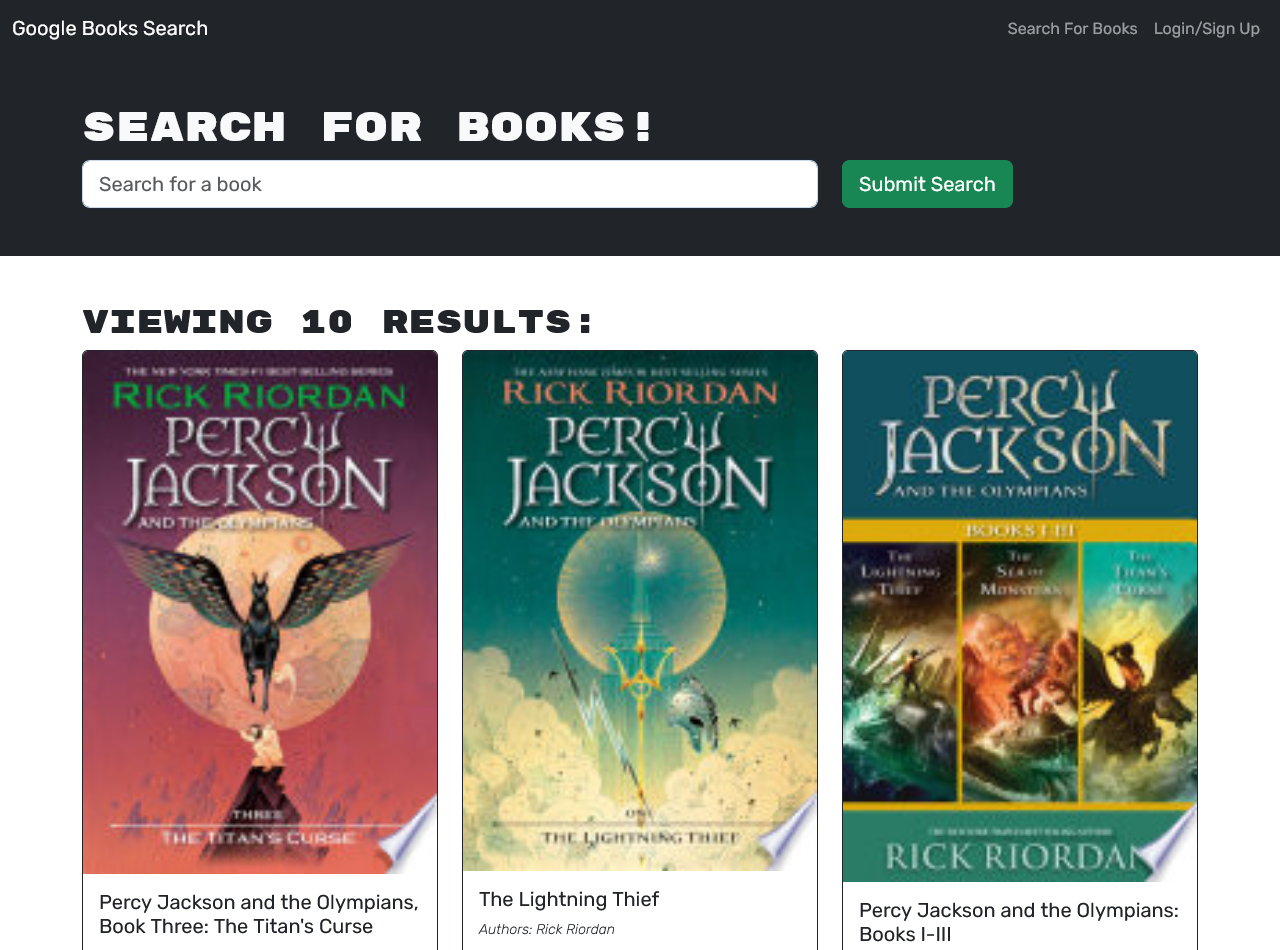 Google Books Search
Search For Books
Login/Sign Up
SEARCH FOR BOOKS!
Search for a book
Submit Search
VIEWING 10 RESULTS:
THE NEW YORK TIMES #1 BEST-SELLING SERIES
RICK RIORDAN
PERCY
JACKSON
AND THE OLYMPIANS
THREE
THE TITAN'S CURSE
Percy Jackson and the Olympians,
Book Three: The Titan's Curse
THE NEW YORK TIMES #1 BEST-SELLING SERIES
RICK RIORDAN
PERCY
JACKSON
AND THE OLYMPIANS
ONE
THE LIGHTNING THIEF
The Lightning Thief
Authors: Rick Riordan
PERCY
JACKSON
AND THE OLYMPIANS
BOOKS I-III
THE
LIGHTNING
THIEF
THE
SEA OF
MONSTERS
THE
TITAN'S
CURSE
RICK RIORDAN
Percy Jackson and the Olympians:
Books I-III